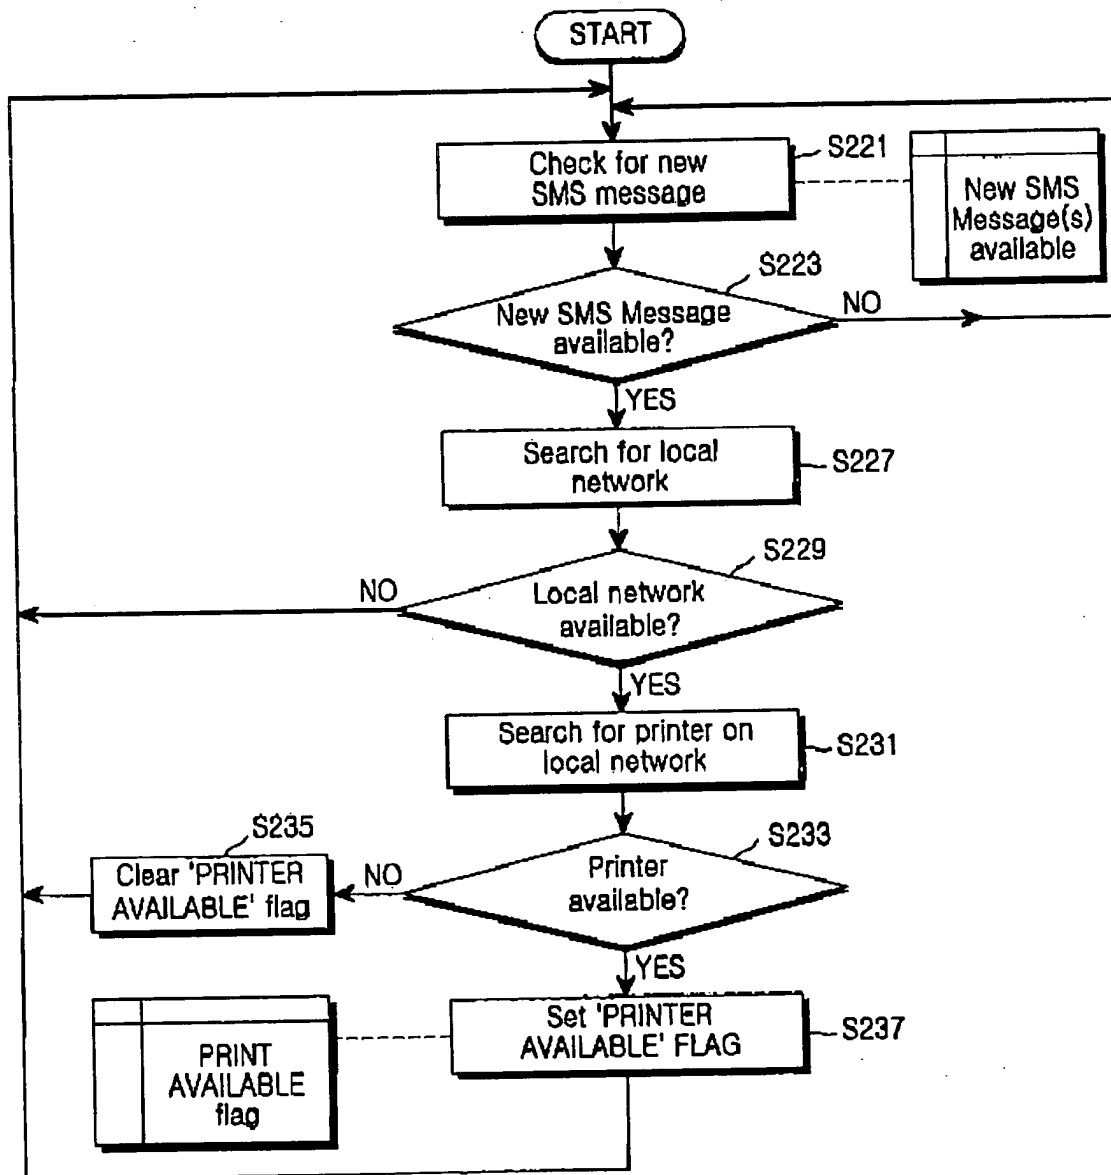 START
Check for new
SMS message
S221
New SMS
Message(s)
available
S223
New SMS Message
available?
NO
YES
Search for local
network
S227
S229
Local network
available?
NO
YES
Search for printer on
local network
S231
S233
Printer
available?
NO
S235
Clear 'PRINTER
AVAILABLE' flag
YES
Set 'PRINTER
AVAILABLE' FLAG
S237
PRINT
AVAILABLE
flag